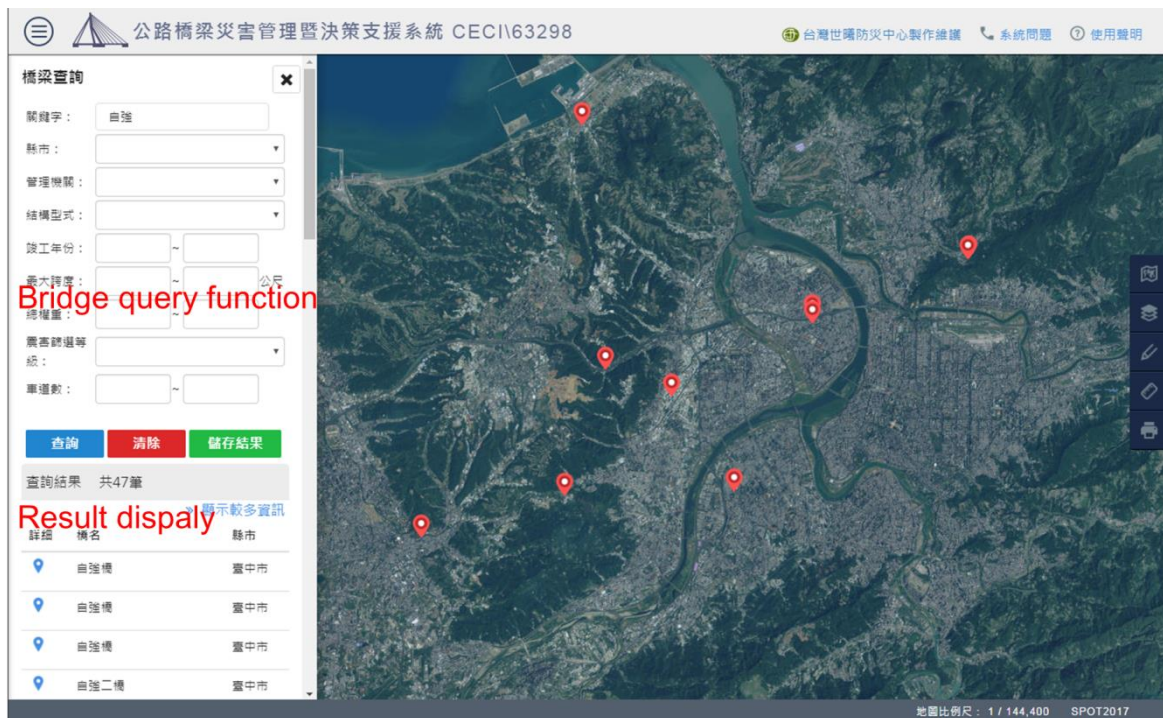 公路橋梁災害管理暨決策支援系統 CECI\63298
台灣世曦防災中心製作維護 系統問題 使用聲明
橋梁查詢
關鍵字： 自強
縣市：
管理機關：
結構型式：
竣工年份： ~
最大跨度： ~ 公尺
Bridge query function
總權重： ~
震害篩選等級：
車道數： ~
查詢 清除 儲存結果
查詢結果 共47筆
» 顯示較多資訊
Result dispaly
詳細 橋名 縣市
自強橋 臺中市
自強橋 臺中市
自強橋 臺中市
自強二橋 臺中市
地圖比例尺： 1 / 144,400 SPOT2017